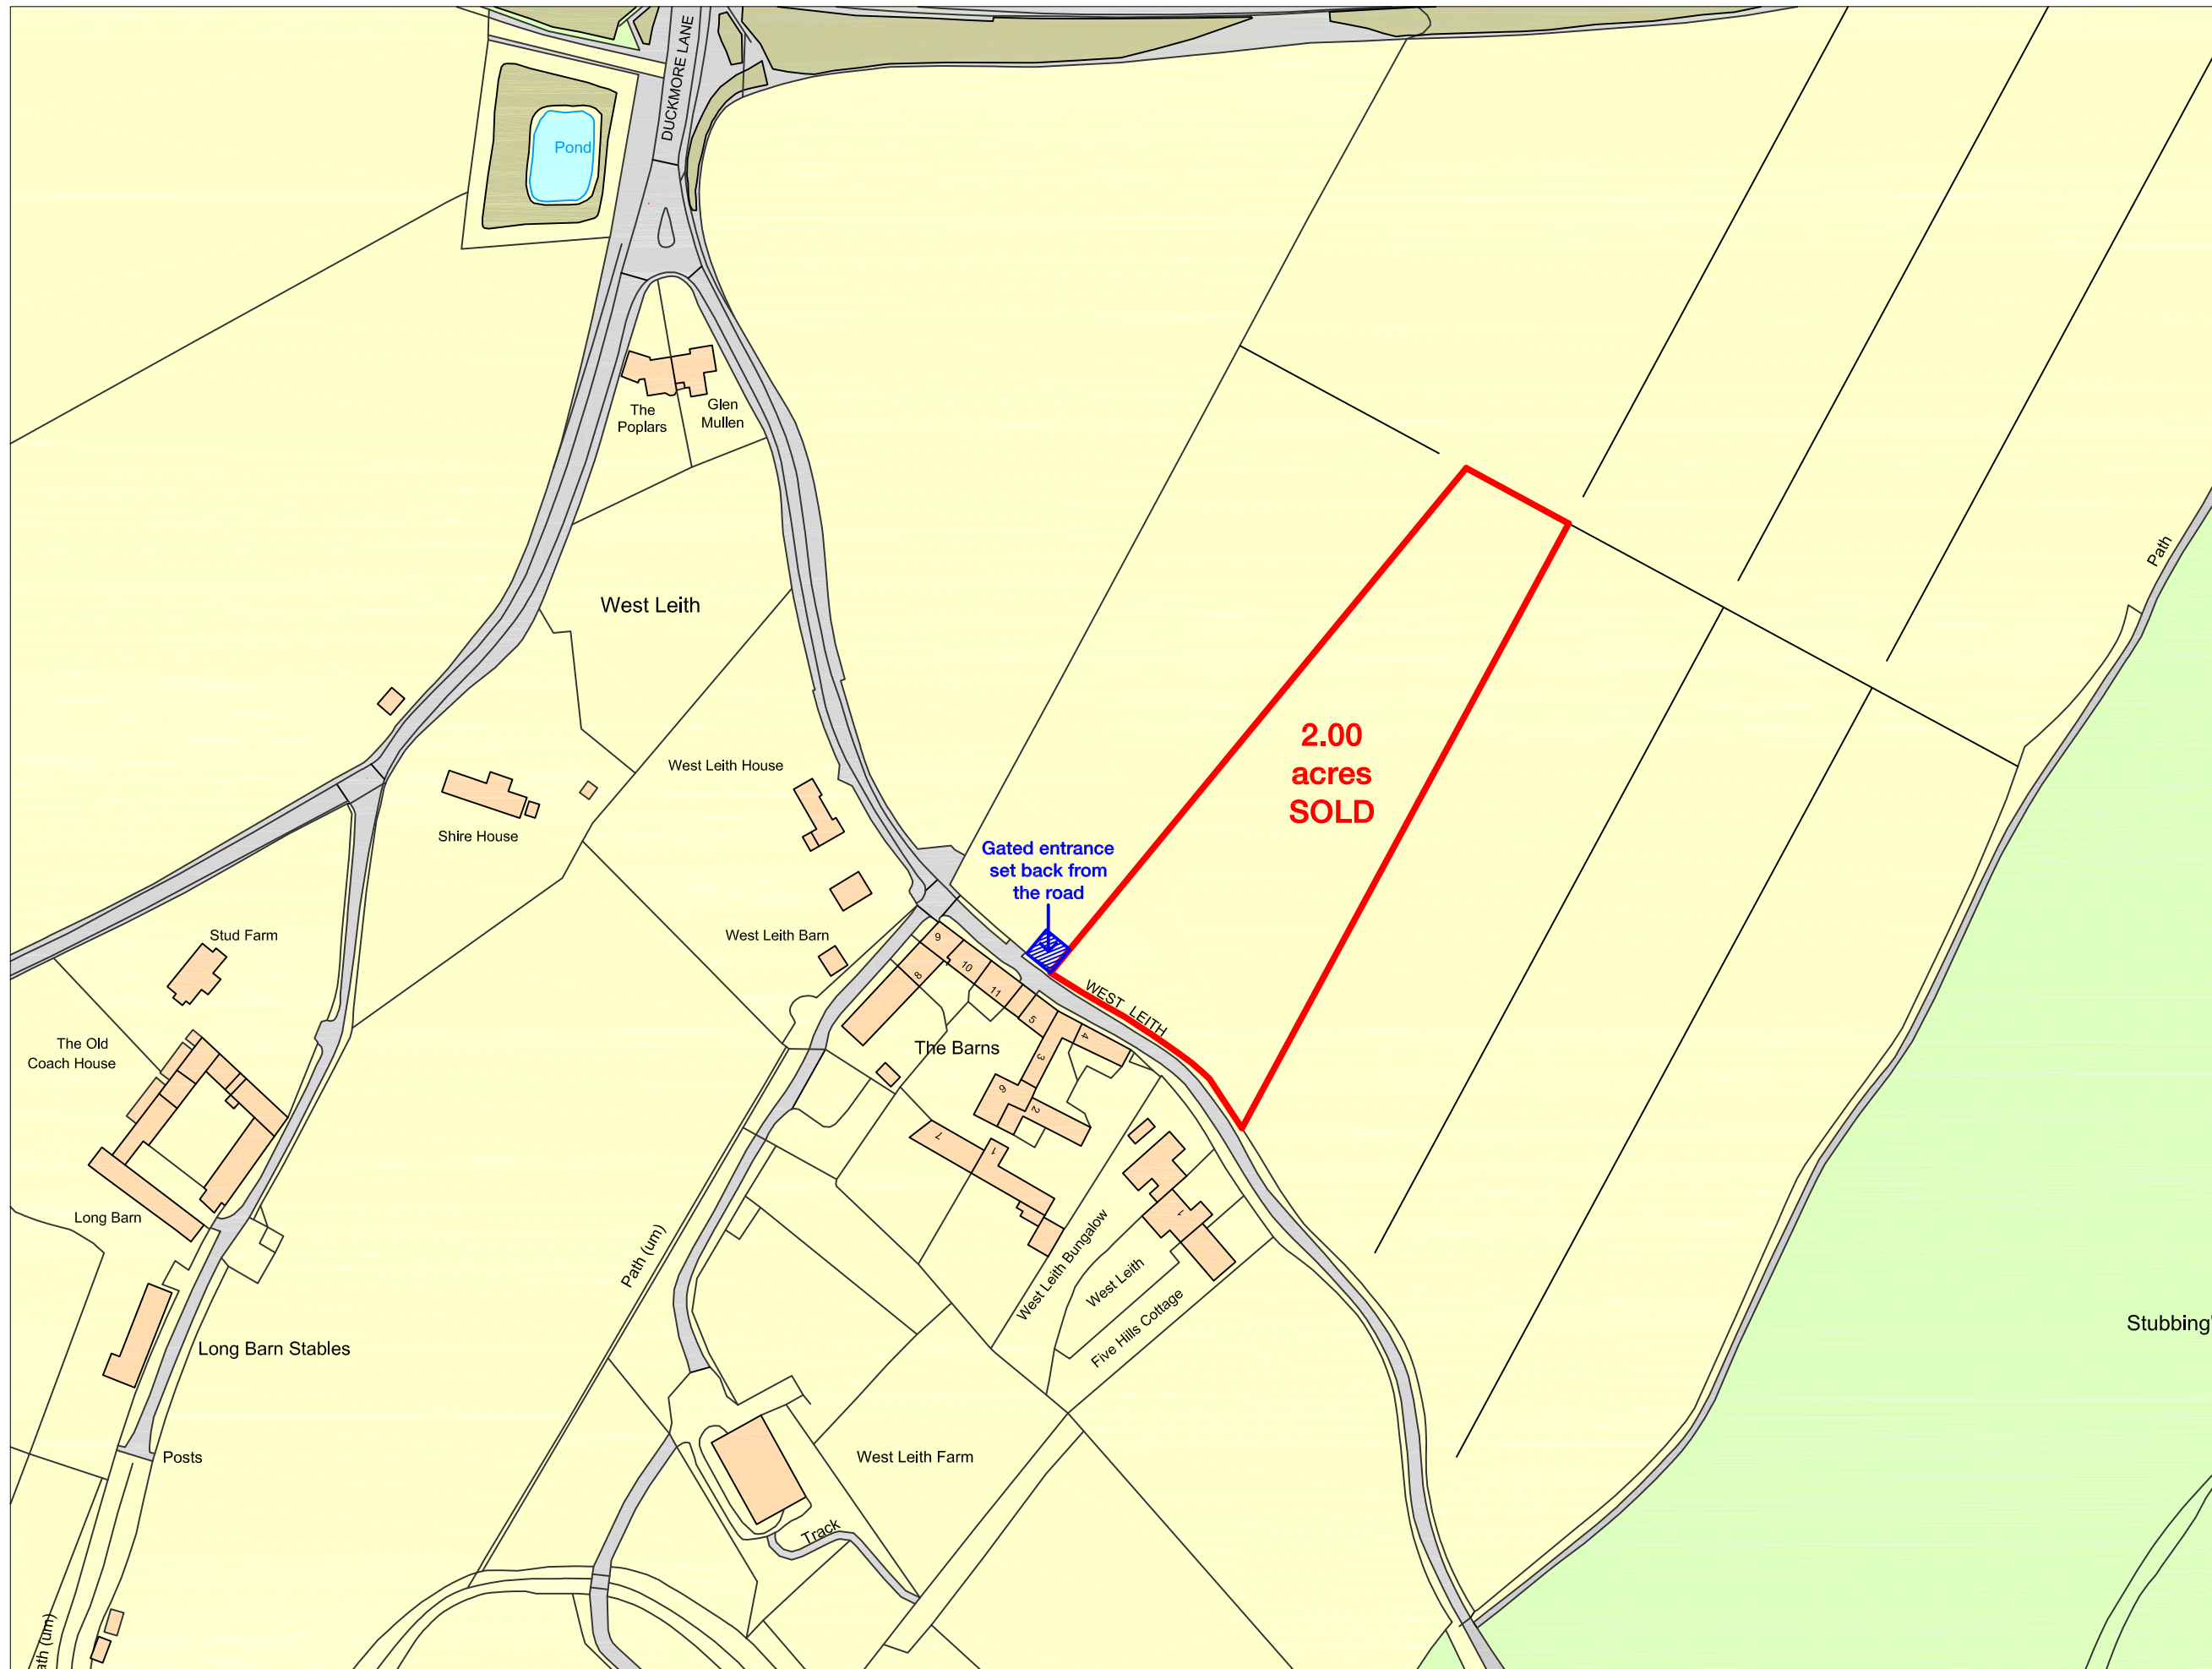 DUCKMORE LANE
Pond
The
Poplars
Glen
Mullen
Path
West Leith
West Leith House
2.00
acres
SOLD
Shire House
Gated entrance
set back from
the road
Stud Farm
West Leith Barn
9
10
8
11
5
4
WEST LEITH
The Old
Coach House
The Barns
3
6
2
7
1
Long Barn
1
Path (um)
West Leith Bungalow
West Leith
Five Hills Cottage
Stubbing'
Long Barn Stables
Posts
West Leith Farm
Track
ath (um)